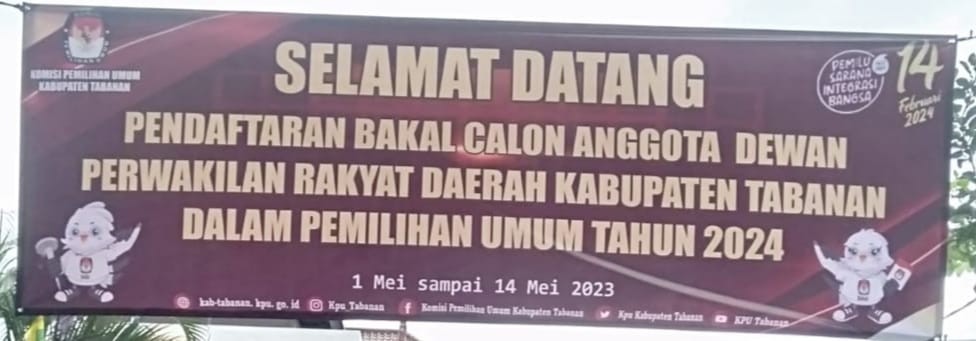 KOMISI PEMILIHAN UMUM
KABUPATEN TABANAN
SELAMAT DATANG
PENDAFTARAN BAKAL CALON ANGGOTA DEWAN
PERWAKILAN RAKYAT DAERAH KABUPATEN TABANAN
DALAM PEMILIHAN UMUM TAHUN 2024
PEMILU
SARANA
INTEGRASI
BANGSA
14
Februari
2024
1 Mei sampai 14 Mei 2023
kab-tabanan.kpu.go.id Kpu_Tabanan Komisi Pemilihan Umum Kabupaten Tabanan Kpu Kabupaten Tabanan KPU Tabanan